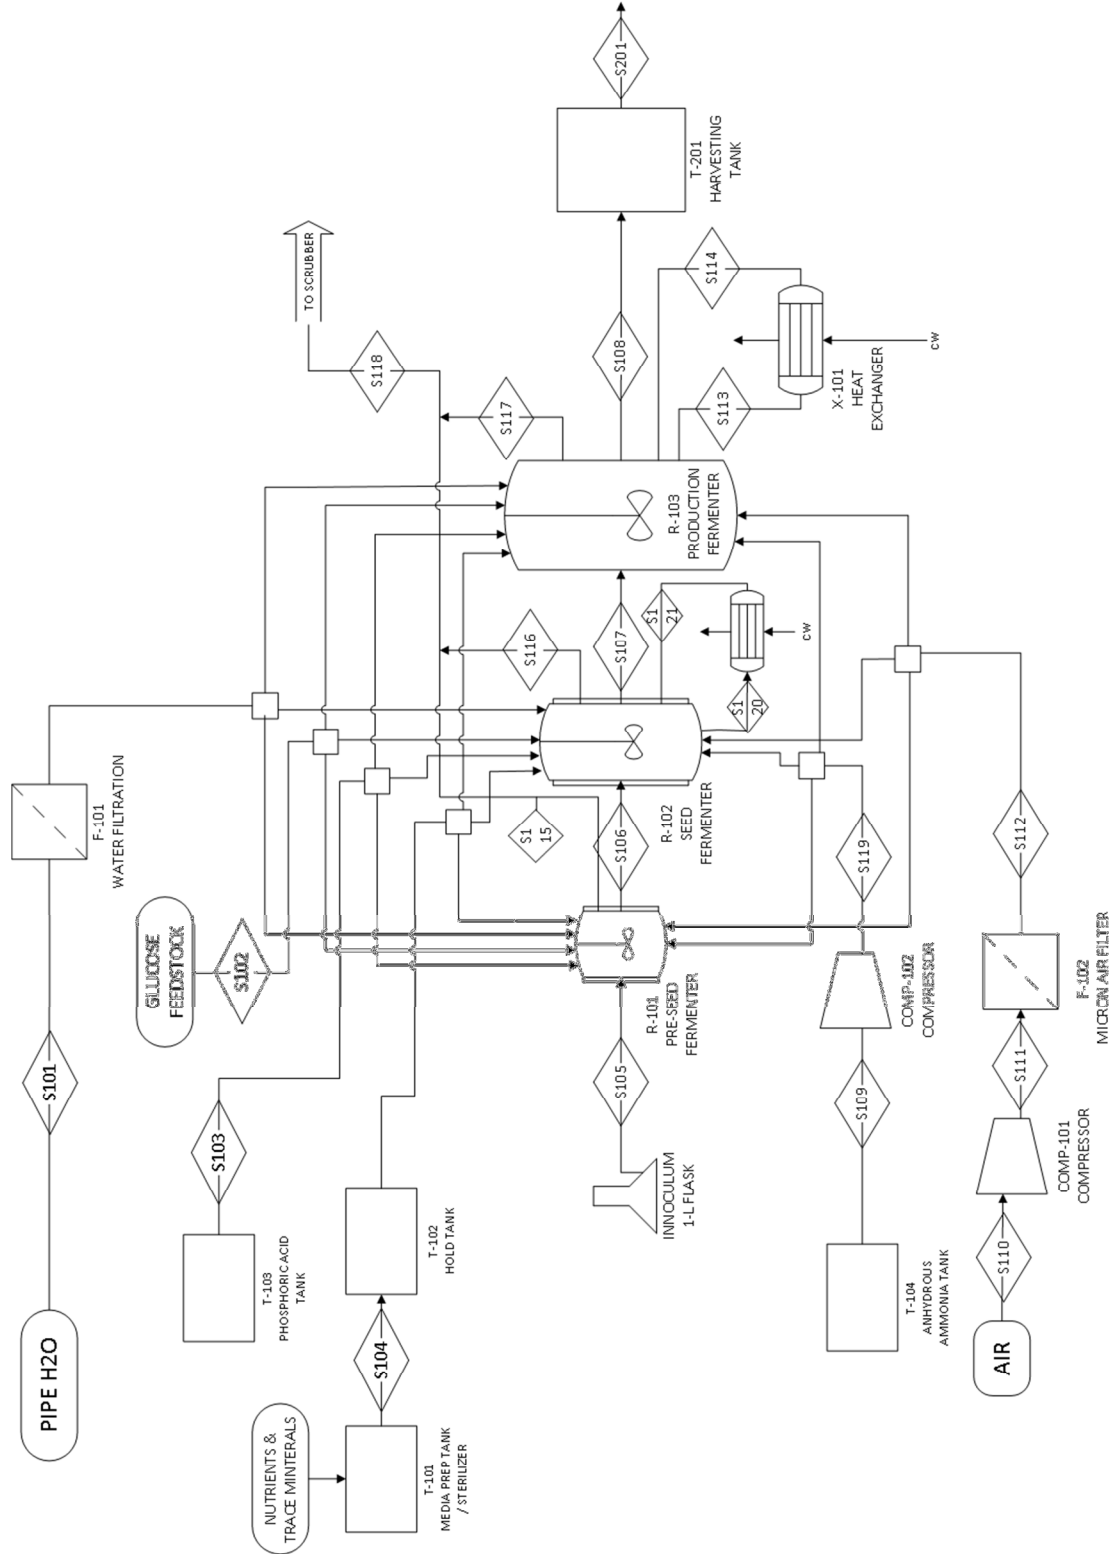 PIPE H2O
S101
F-101
WATER FILTRATION
GLUCOSE
FEEDSTOCK
S102
T-103
PHOSPHORIC ACID
TANK
S103
NUTRIENTS &
TRACE MINTERALS
T-101
MEDIA PREP TANK
/ STERILIZER
S104
T-102
HOLD TANK
INNOCULUM
1-L FLASK
S105
R-101
PRE-SEED
FERMENTER
S106
S1
15
R-102
SEED
FERMENTER
S116
S107
S1
20
S1
21
cw
R-103
PRODUCTION
FERMENTER
S117
S118
TO SCRUBBER
S108
S113
S114
X-101
HEAT
EXCHANGER
cw
T-201
HARVESTING
TANK
S201
T-104
ANHYDROUS
AMMONIA TANK
S109
COMP-102
COMPRESSOR
S119
AIR
S110
COMP-101
COMPRESSOR
S111
F-102
MICRON AIR FILTER
S112